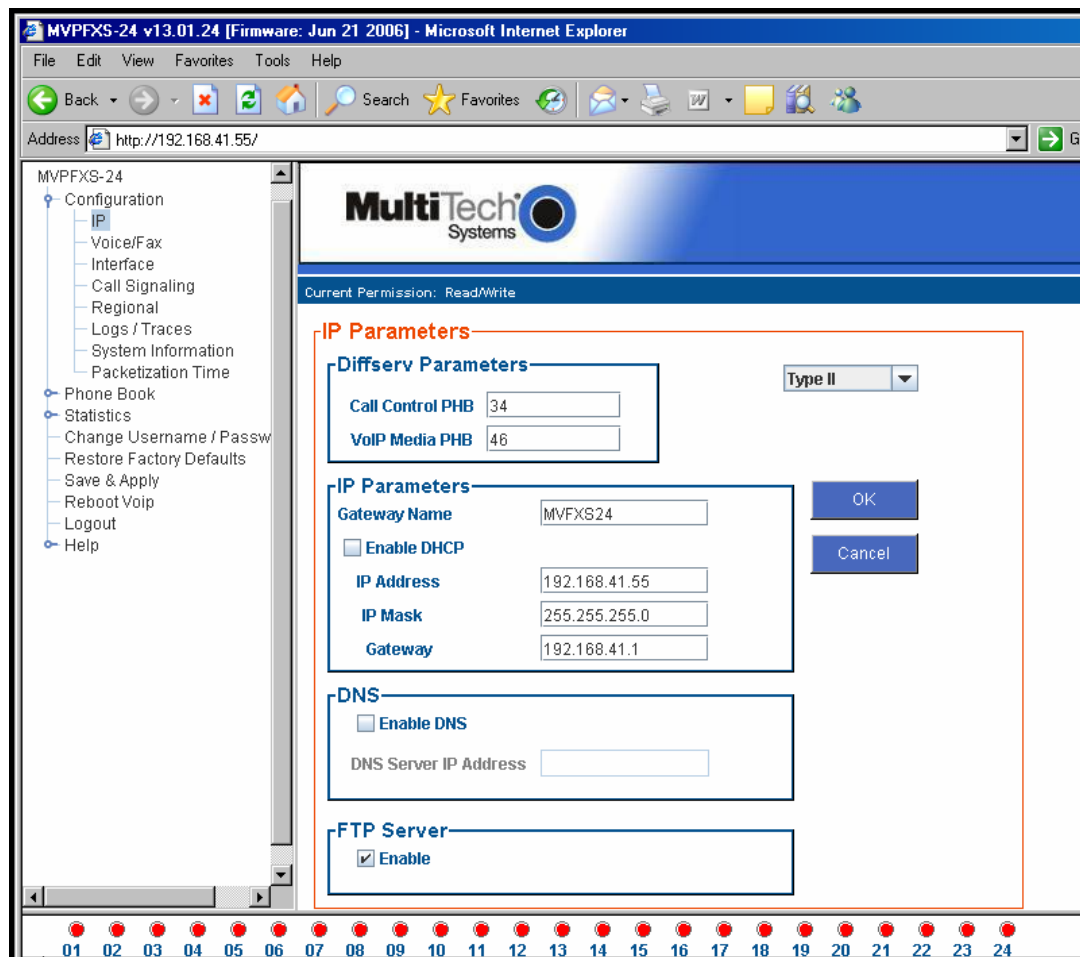 MVPFXS-24 v13.01.24 [Firmware: Jun 21 2006] - Microsoft Internet Explorer
File Edit View Favorites Tools Help
Back Search Favorites
Address http://192.168.41.55/ G
MVPFXS-24
Configuration
IP
Voice/Fax
Interface
Call Signaling
Regional
Logs / Traces
System Information
Packetization Time
Phone Book
Statistics
Change Username / Passw
Restore Factory Defaults
Save & Apply
Reboot Voip
Logout
Help
MultiTech
Systems
Current Permission: Read/Write
IP Parameters
Diffserv Parameters
Type II
Call Control PHB 34
VoIP Media PHB 46
IP Parameters
Gateway Name MVFXS24
OK
Enable DHCP
Cancel
IP Address 192.168.41.55
IP Mask 255.255.255.0
Gateway 192.168.41.1
DNS
Enable DNS
DNS Server IP Address
FTP Server
Enable
01 02 03 04 05 06 07 08 09 10 11 12 13 14 15 16 17 18 19 20 21 22 23 24